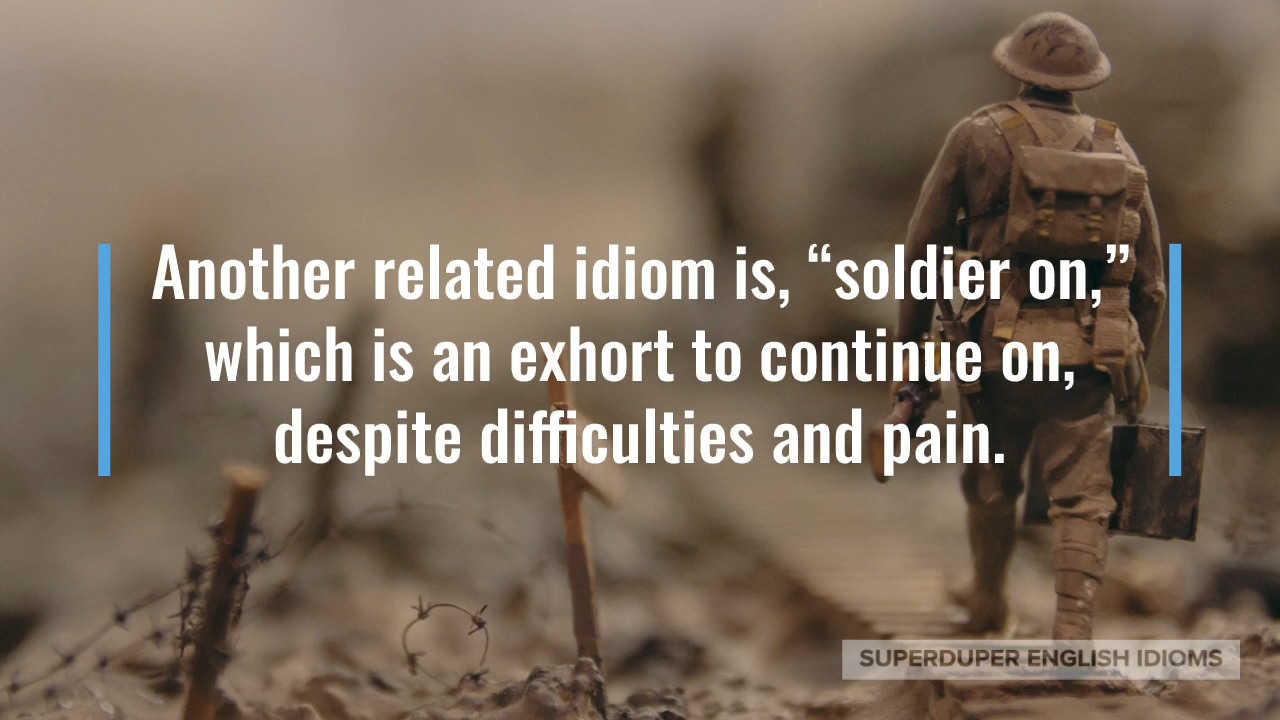 Another related idiom is, “soldier on,”
which is an exhort to continue on,
despite difficulties and pain.
SUPERDUPER ENGLISH IDIOMS